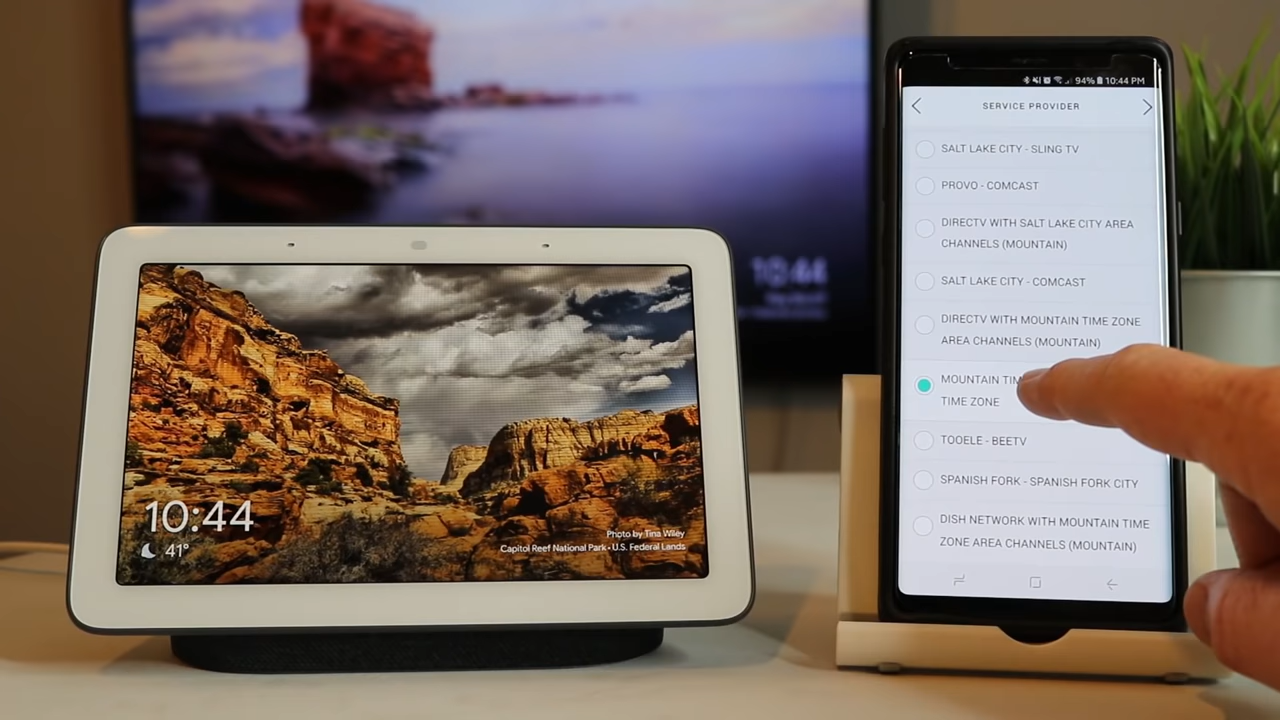 10:44
94% 10:44 PM
SERVICE PROVIDER
SALT LAKE CITY - SLING TV
PROVO - COMCAST
DIRECTV WITH SALT LAKE CITY AREA
CHANNELS (MOUNTAIN)
SALT LAKE CITY - COMCAST
DIRECTV WITH MOUNTAIN TIME ZONE
AREA CHANNELS (MOUNTAIN)
MOUNTAIN
TIME ZONE
TOOELE - BEETV
SPANISH FORK - SPANISH FORK CITY
DISH NETWORK WITH MOUNTAIN TIME
ZONE AREA CHANNELS (MOUNTAIN)
10:44
41°
Photo by Tina Wiley
Capitol Reef National Park • U.S. Federal Lands